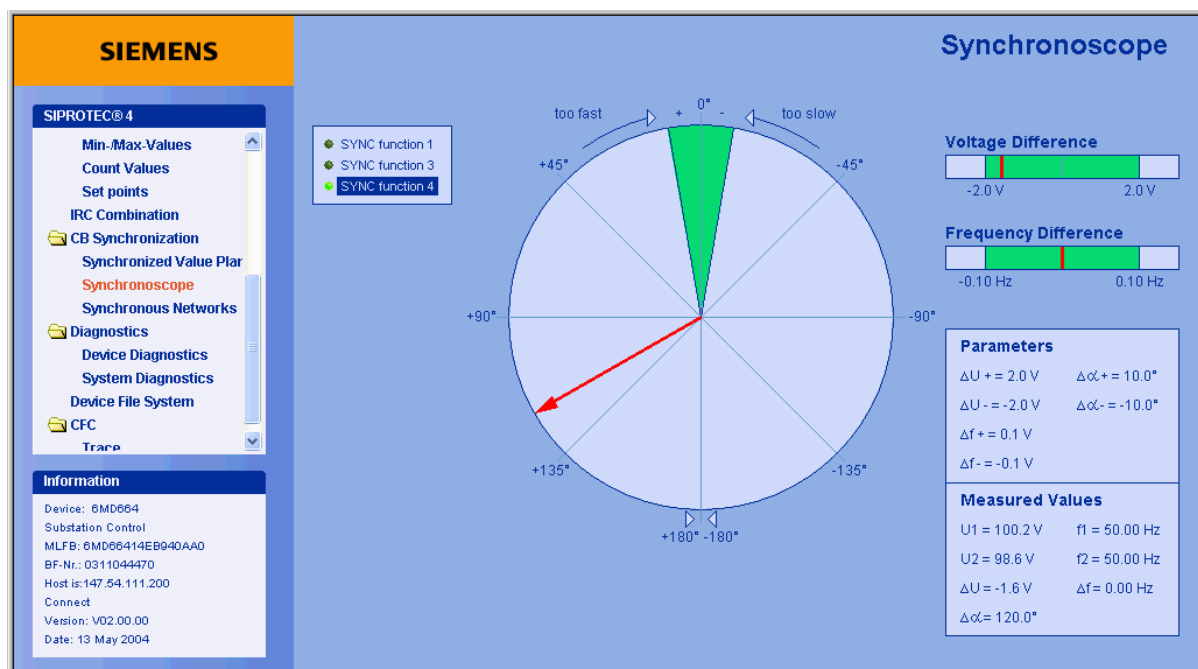 SIEMENS
SIPROTEC® 4
Min-/Max-Values
Count Values
Set points
IRC Combination
CB Synchronization
Synchronized Value Plar
Synchronoscope
Synchronous Networks
Diagnostics
Device Diagnostics
System Diagnostics
Device File System
CFC
Trace
Information
Device: 6MD664
Substation Control
MLFB: 6MD66414EB940AA0
BF-Nr.: 0311044470
Host is:147.54.111.200
Connect
Version: V02.00.00
Date: 13 May 2004
Synchronoscope
SYNC function 1
SYNC function 3
SYNC function 4
too fast + 0° - too slow
+45° -45°
+90° -90°
+135° -135°
+180° -180°
Voltage Difference
-2.0 V 2.0 V
Frequency Difference
-0.10 Hz 0.10 Hz
Parameters
ΔU + = 2.0 V Δα + = 10.0°
ΔU - = -2.0 V Δα - = -10.0°
Δf + = 0.1 V
Δf - = -0.1 V
Measured Values
U1 = 100.2 V f1 = 50.00 Hz
U2 = 98.6 V f2 = 50.00 Hz
ΔU = -1.6 V Δf = 0.00 Hz
Δα = 120.0°